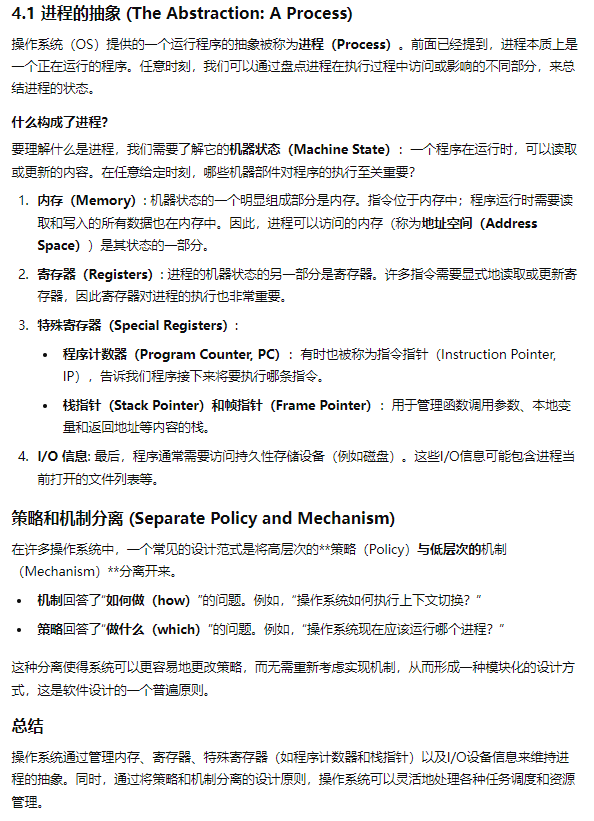 4.1 进程的抽象 (The Abstraction: A Process)
操作系统（OS）提供的一个运行程序的抽象被称为进程（Process）。前面已经提到，进程本质上是
一个正在运行的程序。任意时刻，我们可以通过盘点进程在执行过程中访问或影响的不同部分，来总
结进程的状态。
什么构成了进程?
要理解什么是进程，我们需要了解它的机器状态（Machine State）：一个程序在运行时，可以读取
或更新的内容。在任意给定时刻，哪些机器部件对程序的执行至关重要?
1. 内存（Memory）: 机器状态的一个明显组成部分是内存。指令位于内存中；程序运行时需要读
取和写入的所有数据也在内存中。因此，进程可以访问的内存（称为地址空间（Address
Space））是其状态的一部分。
2. 寄存器（Registers）: 进程的机器状态的另一部分是寄存器。许多指令需要显式地读取或更新寄
存器，因此寄存器对进程的执行也非常重要。
3. 特殊寄存器（Special Registers）:
• 程序计数器（Program Counter, PC）：有时也被称为指令指针（Instruction Pointer,
IP），告诉我们程序接下来将要执行哪条指令。
• 栈指针（Stack Pointer）和帧指针（Frame Pointer）：用于管理函数调用参数、本地变
量和返回地址等内容的栈。
4. I/O 信息: 最后，程序通常需要访问持久性存储设备（例如磁盘）。这些I/O信息可能包含进程当
前打开的文件列表等。
策略和机制分离 (Separate Policy and Mechanism)
在许多操作系统中，一个常见的设计范式是将高层次的**策略（Policy）与低层次的机制
（Mechanism）**分离开来。
• 机制回答了“如何做（how）”的问题。例如，“操作系统如何执行上下文切换？”
• 策略回答了“做什么（which）”的问题。例如，“操作系统现在应该运行哪个进程？”
这种分离使得系统可以更容易地更改策略，而无需重新考虑实现机制，从而形成一种模块化的设计方
式，这是软件设计的一个普遍原则。
总结
操作系统通过管理内存、寄存器、特殊寄存器（如程序计数器和栈指针）以及I/O设备信息来维持进
程的抽象。同时，通过将策略和机制分离的设计原则，操作系统可以灵活地处理各种任务调度和资源
管理。